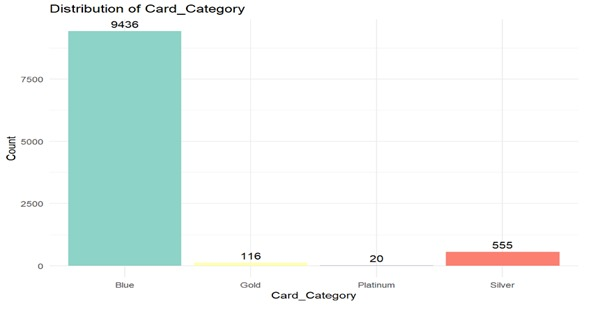 Distribution of Card_Category
9436
7500
5000
2500
0
116
20
555
Count
Blue
Gold
Platinum
Silver
Card_Category